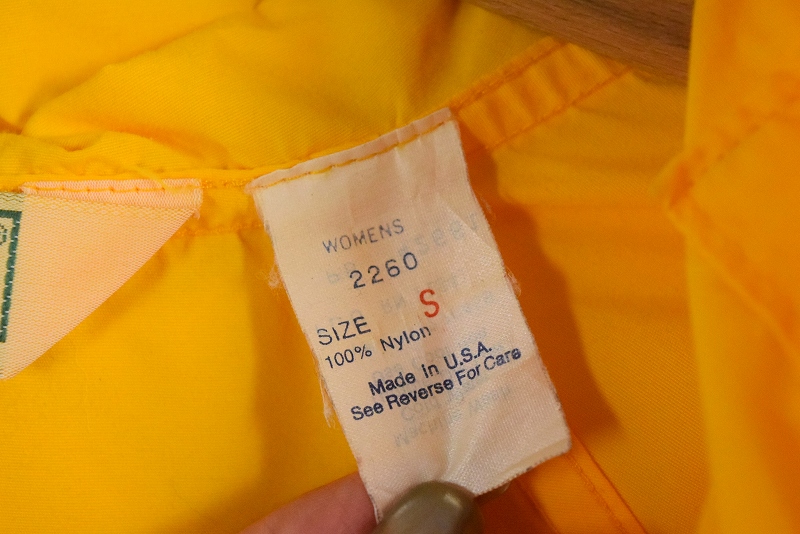 WOMENS
2260
SIZE S
100% Nylon
Made In U.S.A.
See Reverse For Care